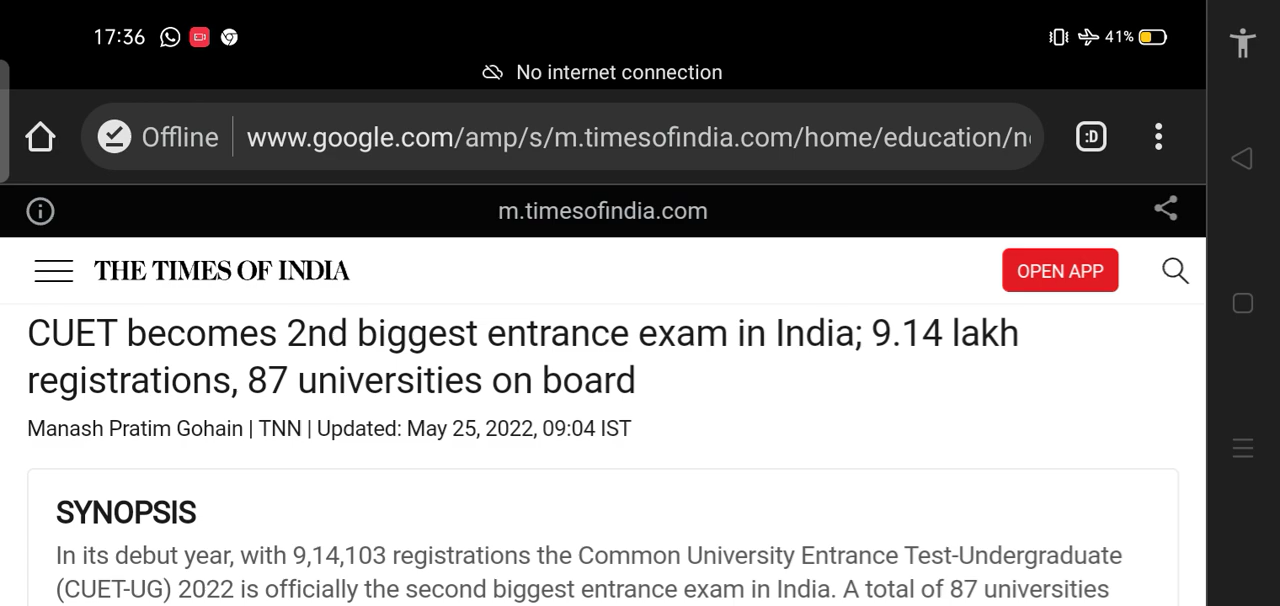 17:36
41%
No internet connection
Offline
www.google.com/amp/s/m.timesofindia.com/home/education/n
:D
m.timesofindia.com
THE TIMES OF INDIA
OPEN APP
CUET becomes 2nd biggest entrance exam in India; 9.14 lakh
registrations, 87 universities on board
Manash Pratim Gohain | TNN | Updated: May 25, 2022, 09:04 IST
SYNOPSIS
In its debut year, with 9,14,103 registrations the Common University Entrance Test-Undergraduate
(CUET-UG) 2022 is officially the second biggest entrance exam in India. A total of 87 universities